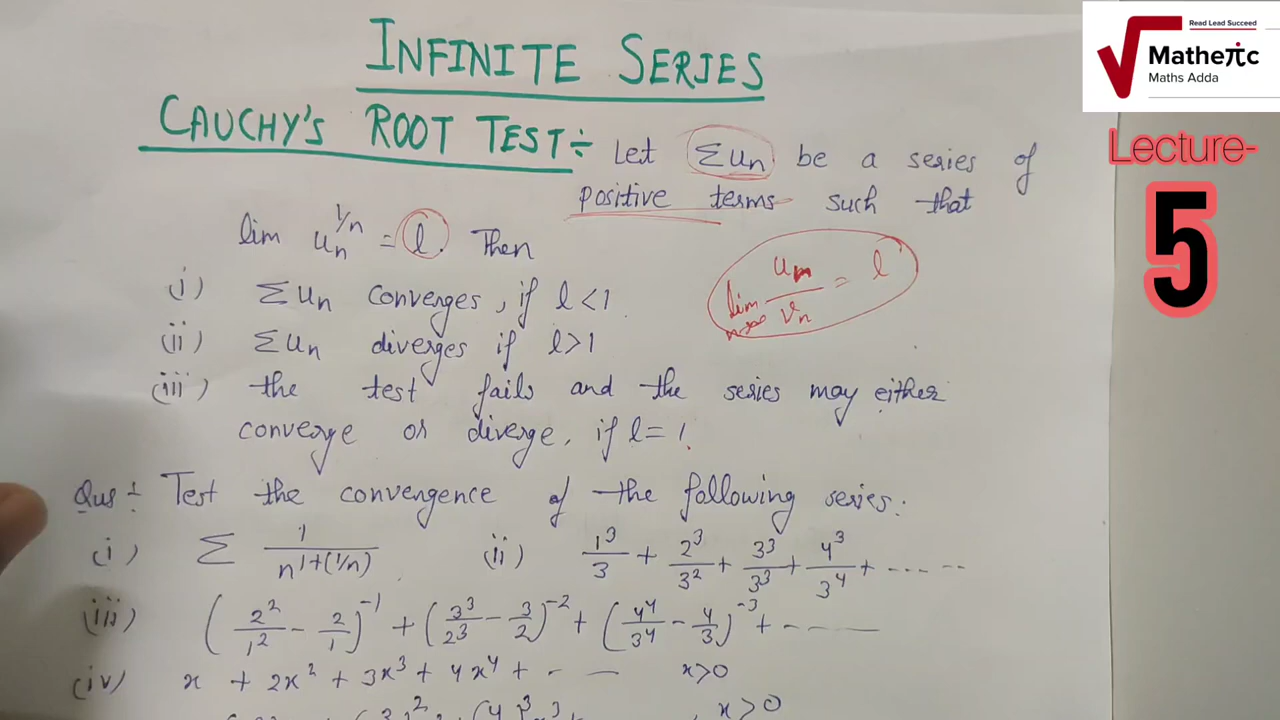 INFINITE SERIES
CAUCHY'S ROOT TEST ÷ Let Σuₙ be a series of
positive terms such that
lim uₙ^{1/n} = l. Then
(i) Σuₙ converges, if l < 1.
(ii) Σuₙ diverges if l > 1
(iii) the test fails and the series may either
converge or diverge, if l = 1.
lim n→∞ uₙ/vₙ = l
Qus ÷ Test the convergence of the following series:
(i) Σ 1/n^{1+(1/n)} (ii) 1³/3 + 2³/3² + 3³/3³ + 4³/3⁴ + ......
(iii) (2²/1² - 2/1)⁻¹ + (3³/2³ - 3/2)⁻² + (4⁴/3⁴ - 4/3)⁻³ + - - - -
(iv) x + 2x² + 3x³ + 4x⁴ + - - - x>0
, x > 0
Read Lead Succeed
Matheπc
Maths Adda
Lecture-
5